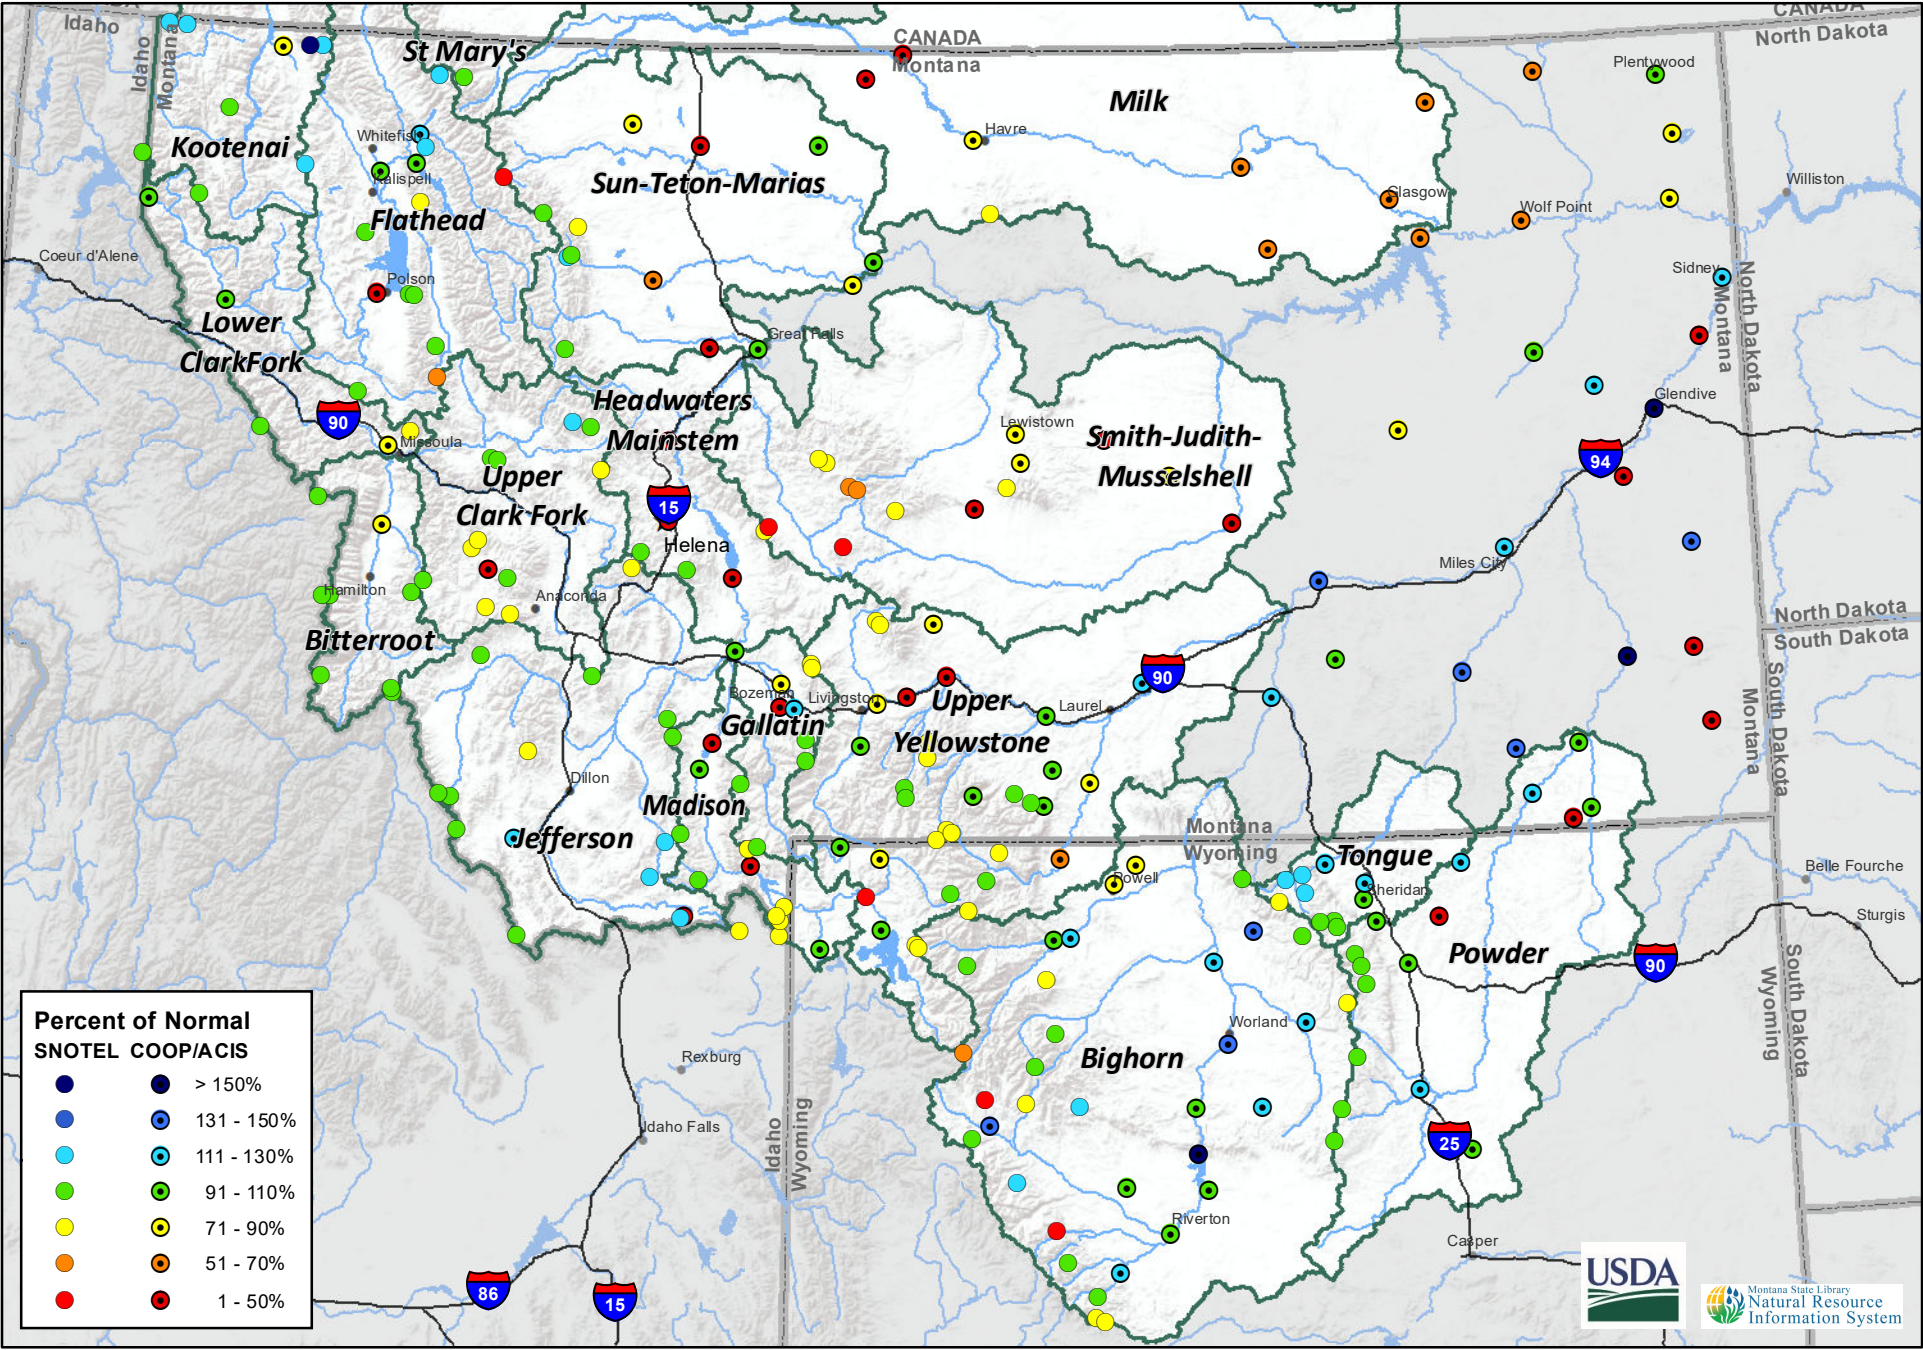 CANADA
Idaho
Idaho
Montana
St Mary's
CANADA
Montana
North Dakota
Plentywood
Milk
Havre
Whitefish
Kootenai
Kalispell
Sun-Teton-Marias
Flathead
Glasgow
Wolf Point
Williston
Coeur d'Alene
Polson
Sidney
Montana
North Dakota
Lower
ClarkFork
Great Falls
Headwaters
Mainstem
Lewistown
Smith-Judith-
Musselshell
Glendive
90
Missoula
94
Upper
Clark Fork
15
Helena
Miles City
Hamilton
Anaconda
Bitterroot
North Dakota
South Dakota
Bozeman
Livingston
Gallatin
Upper
Yellowstone
Laurel
90
Montana
South Dakota
Dillon
Madison
Jefferson
Montana
Wyoming
Tongue
Powell
Sheridan
Belle Fourche
Sturgis
Powder
90
Wyoming
South Dakota
Percent of Normal
SNOTEL COOP/ACIS
> 150%
131 - 150%
111 - 130%
91 - 110%
71 - 90%
51 - 70%
1 - 50%
Rexburg
Worland
Bighorn
Idaho Falls
Idaho
Wyoming
25
Riverton
Casper
86
15
USDA
Montana State Library
Natural Resource
Information System